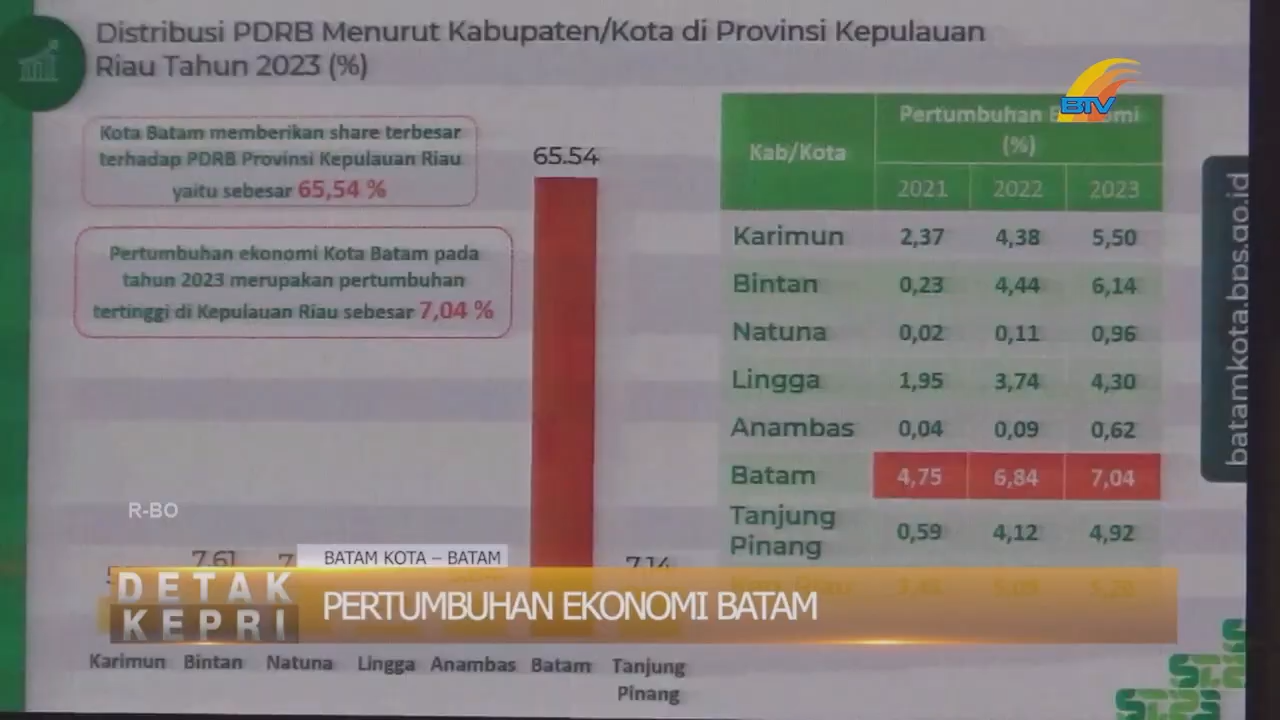 Distribusi PDRB Menurut Kabupaten/Kota di Provinsi Kepulauan
Riau Tahun 2023 (%)
BTV
Kota Batam memberikan share terbesar
terhadap PDRB Provinsi Kepulauan Riau
yaitu sebesar 65,54 %
Pertumbuhan ekonomi Kota Batam pada
tahun 2023 merupakan pertumbuhan
tertinggi di Kepulauan Riau sebesar 7,04 %
65.54
7.61
7.14
Karimun Bintan Natuna Lingga Anambas Batam Tanjung
Pinang
Kab/Kota
Pertumbuhan
(%)
2021 2022 2023
Karimun 2,37 4,38 5,50
Bintan 0,23 4,44 6,14
Natuna 0,02 0,11 0,96
Lingga 1,95 3,74 4,30
Anambas 0,04 0,09 0,62
Batam 4,75 6,84 7,04
Tanjung
Pinang 0,59 4,12 4,92
batamkota.bps.go.id
R-BO
BATAM KOTA – BATAM
DETAK
KEPRI
PERTUMBUHAN EKONOMI BATAM